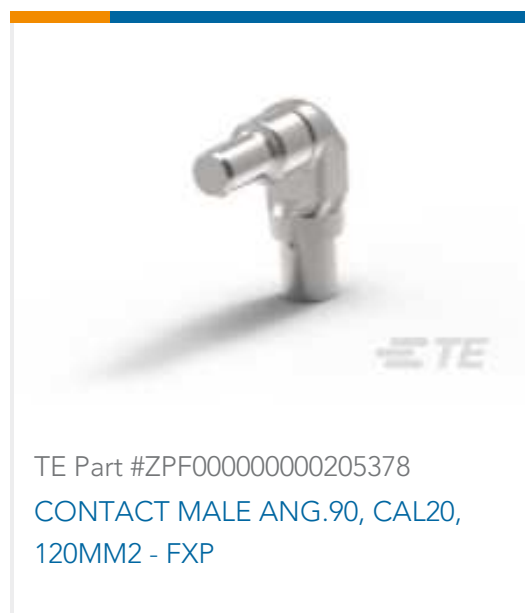 TE
TE Part #ZPF000000000205378
CONTACT MALE ANG.90, CAL20,
120MM2 - FXP